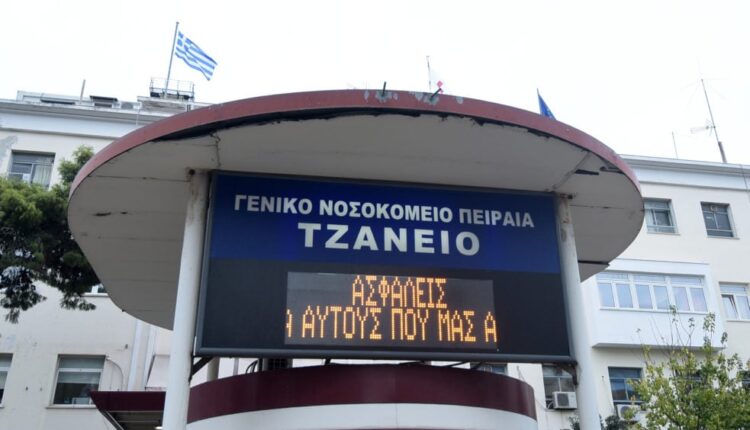 ΓΕΝΙΚΟ ΝΟΣΟΚΟΜΕΙΟ ΠΕΙΡΑΙΑ
ΤΖΑΝΕΙΟ
ΑΣΦΑΛΕΙΣ
Α ΑΥΤΟΥΣ ΠΟΥ ΜΑΣ Α